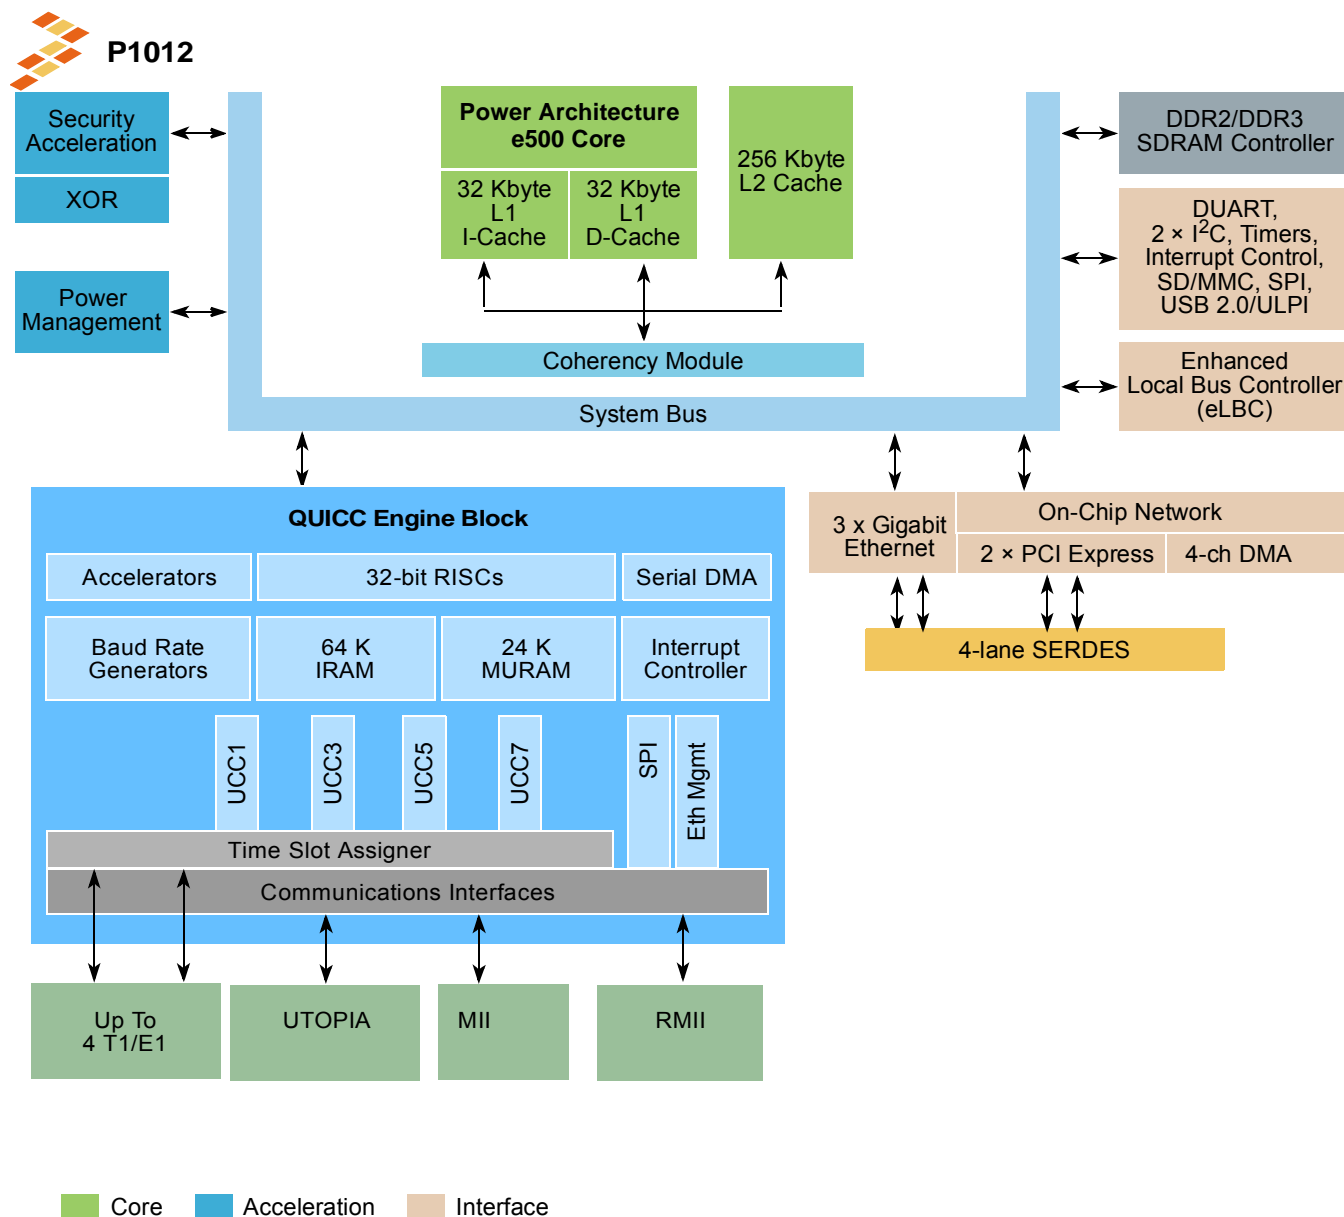 P1012
Security
Acceleration
XOR
Power
Management
Power Architecture
e500 Core
32 Kbyte
L1
I-Cache
32 Kbyte
L1
D-Cache
256 Kbyte
L2 Cache
Coherency Module
System Bus
DDR2/DDR3
SDRAM Controller
DUART,
2 × I²C, Timers,
Interrupt Control,
SD/MMC, SPI,
USB 2.0/ULPI
Enhanced
Local Bus Controller
(eLBC)
QUICC Engine Block
Accelerators
32-bit RISCs
Serial DMA
Baud Rate
Generators
64 K
IRAM
24 K
MURAM
Interrupt
Controller
UCC1
UCC3
UCC5
UCC7
SPI
Eth Mgmt
Time Slot Assigner
Communications Interfaces
3 x Gigabit
Ethernet
On-Chip Network
2 × PCI Express
4-ch DMA
4-lane SERDES
Up To
4 T1/E1
UTOPIA
MII
RMII
Core
Acceleration
Interface